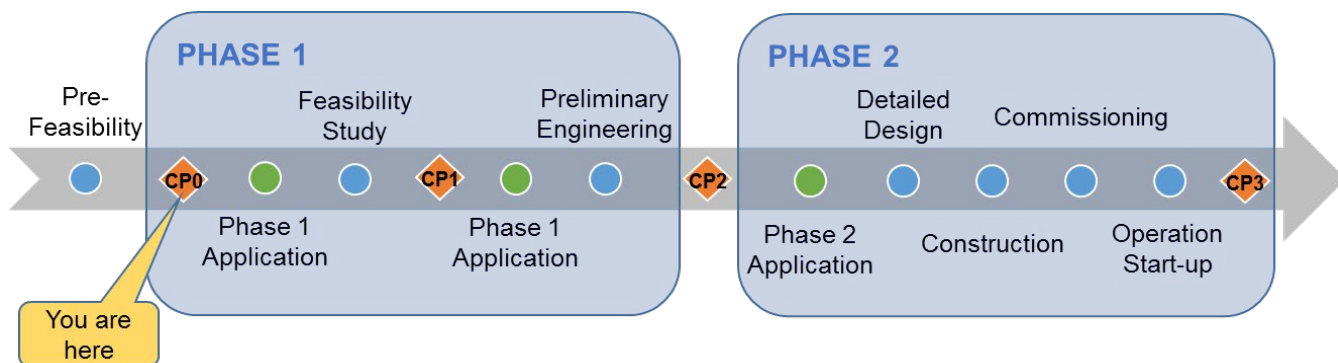 PHASE 1
PHASE 2
Pre-
Feasibility
Feasibility
Study
Preliminary
Engineering
Detailed
Design
Commissioning
CP0
CP1
CP2
CP3
Phase 1
Application
Phase 1
Application
Phase 2
Application
Construction
Operation
Start-up
You are
here